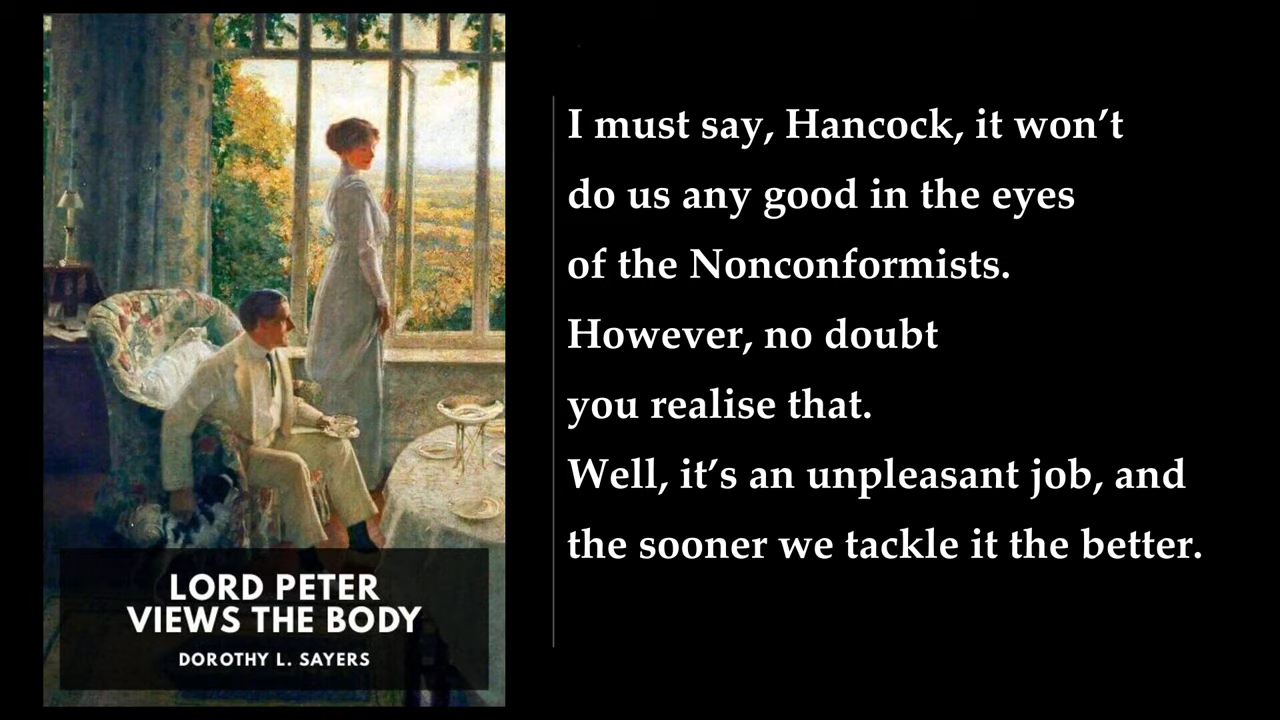 LORD PETER
VIEWS THE BODY
DOROTHY L. SAYERS
I must say, Hancock, it won’t
do us any good in the eyes
of the Nonconformists.
However, no doubt
you realise that.
Well, it’s an unpleasant job, and
the sooner we tackle it the better.